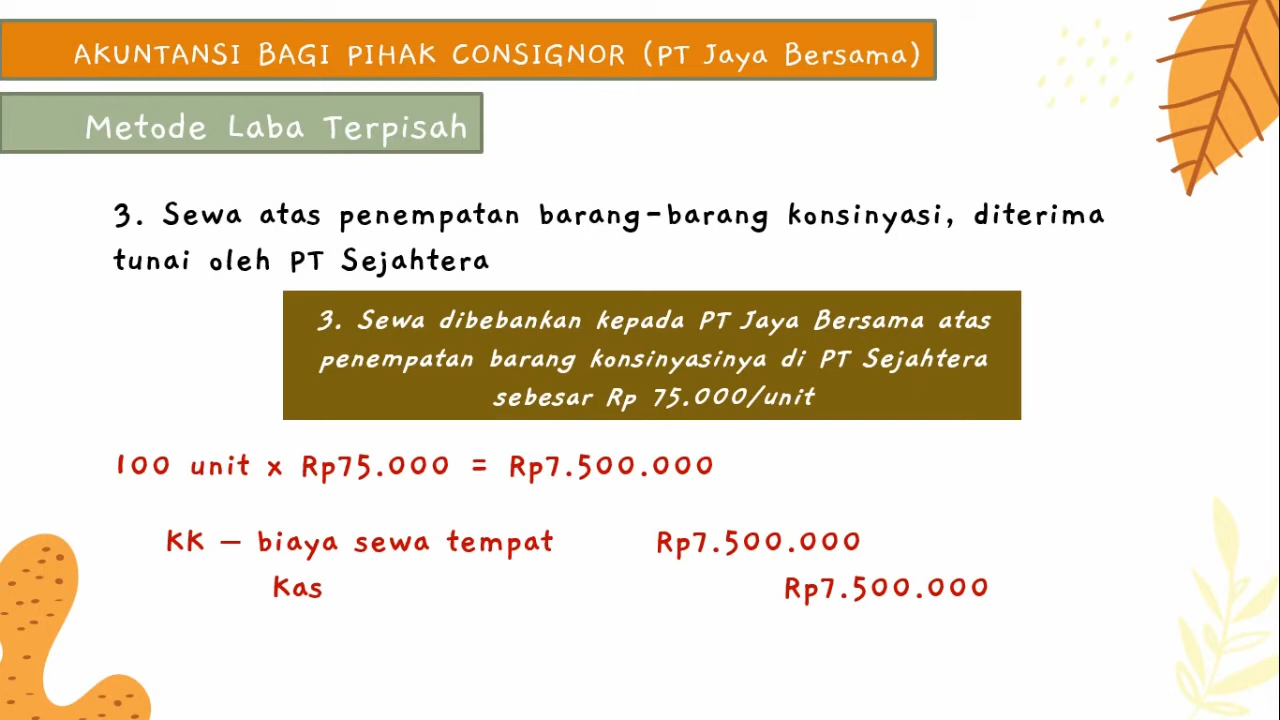 AKUNTANSI BAGI PIHAK CONSIGNOR (PT Jaya Bersama)
Metode Laba Terpisah
3. Sewa atas penempatan barang-barang konsinyasi, diterima
tunai oleh PT Sejahtera
3. Sewa dibebankan kepada PT Jaya Bersama atas
penempatan barang konsinyasinya di PT Sejahtera
sebesar Rp 75.000/unit
100 unit x Rp75.000 = Rp7.500.000
KK – biaya sewa tempat Rp7.500.000
Kas Rp7.500.000